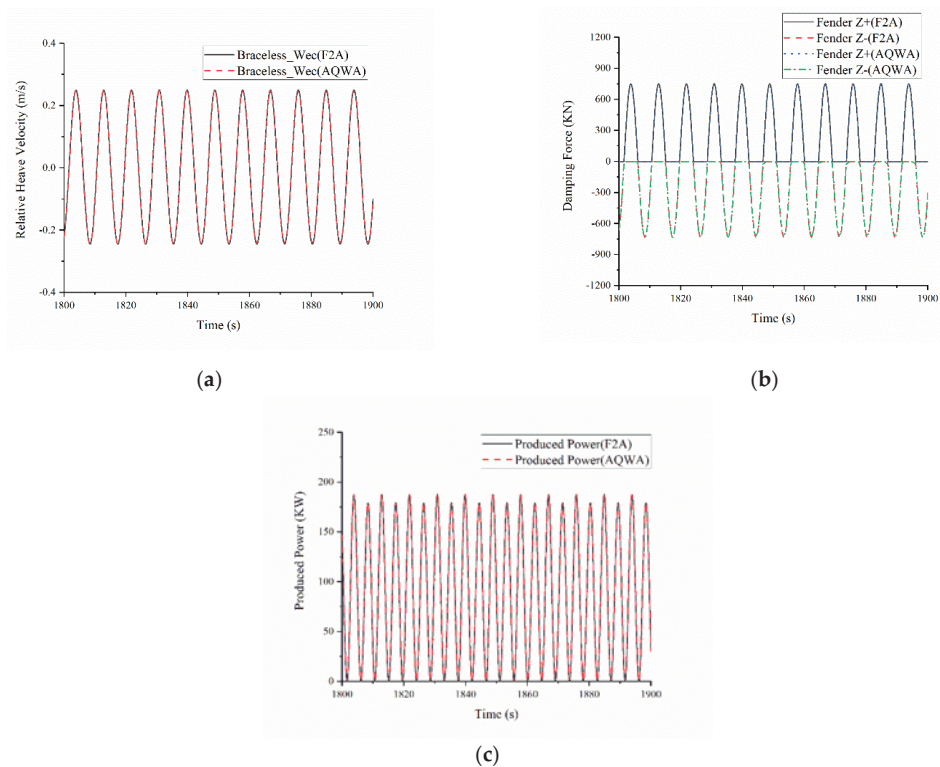 Braceless_Wec(F2A)
Braceless_Wec(AQWA)
Relative Heave Velocity (m/s)
0.4
0.2
0.0
-0.2
-0.4
1800 1820 1840 1860 1880 1900
Time (s)
(a)
Fender Z+(F2A)
Fender Z-(F2A)
Fender Z+(AQWA)
Fender Z-(AQWA)
Damping Force (KN)
1200
900
600
300
0
-300
-600
-900
-1200
1800 1820 1840 1860 1880 1900
Time (s)
(b)
Produced Power(F2A)
Produced Power(AQWA)
Produced Power (KW)
250
200
150
100
50
0
1800 1820 1840 1860 1880 1900
Time (s)
(c)